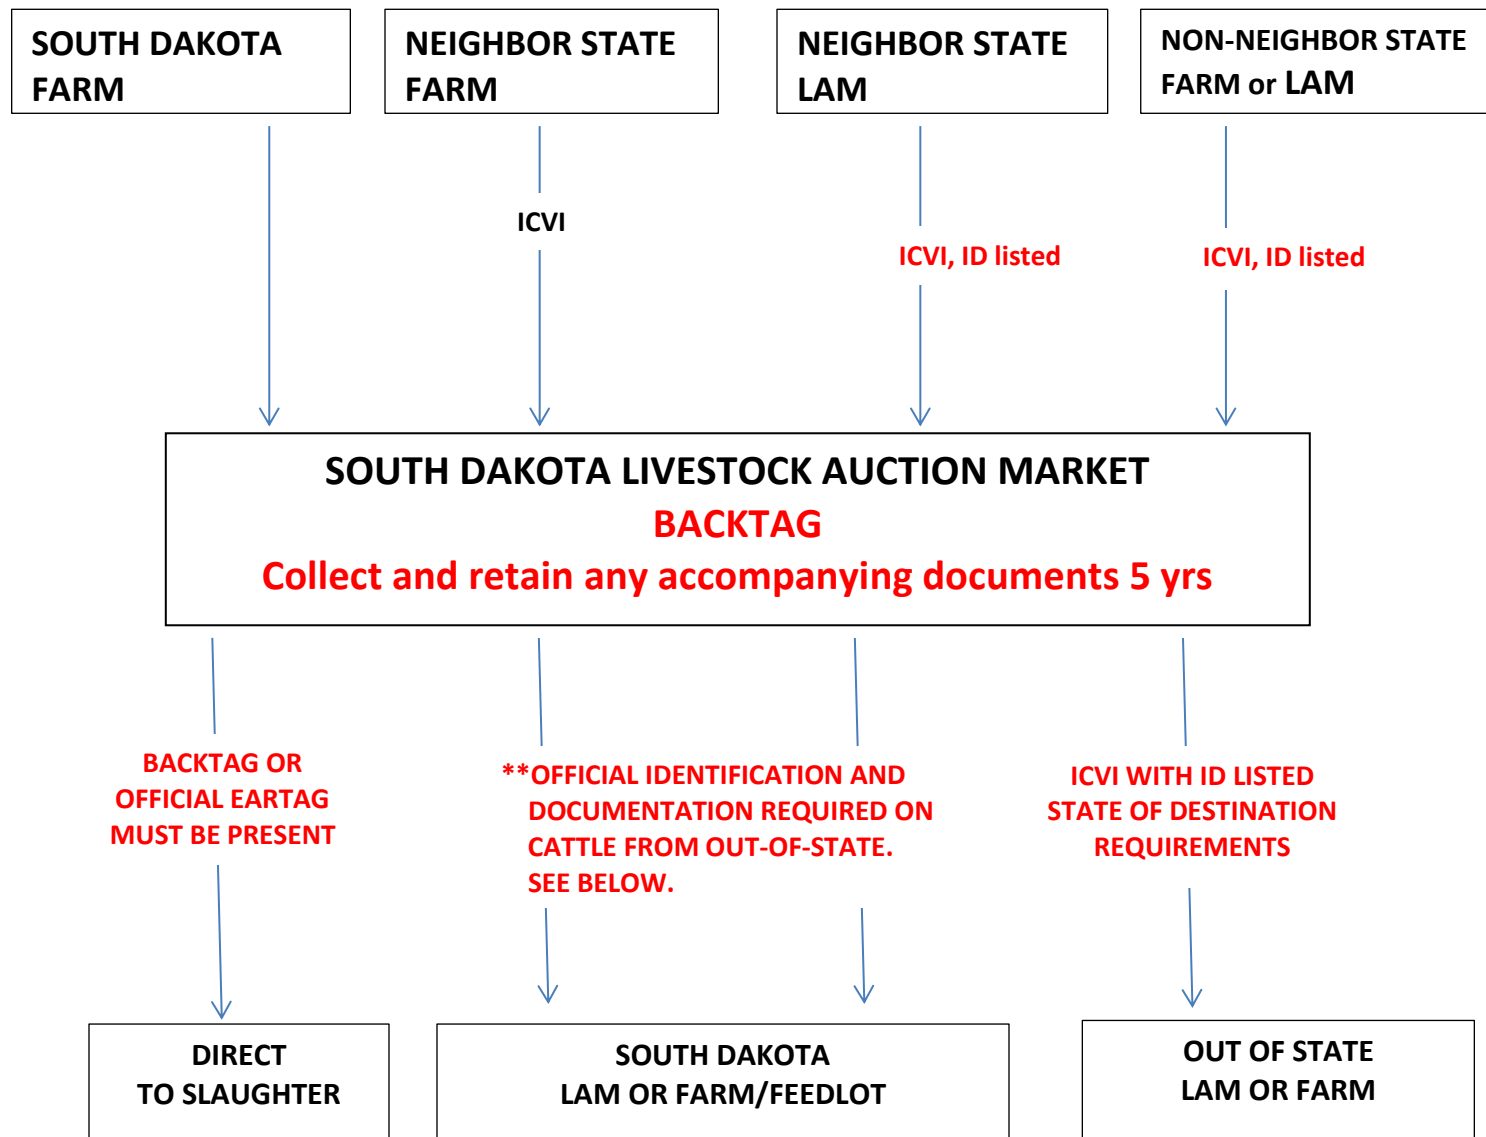 SOUTH DAKOTA
FARM
NEIGHBOR STATE
FARM
NEIGHBOR STATE
LAM
NON-NEIGHBOR STATE
FARM or LAM
ICVI
ICVI, ID listed
ICVI, ID listed
SOUTH DAKOTA LIVESTOCK AUCTION MARKET
BACKTAG
Collect and retain any accompanying documents 5 yrs
BACKTAG OR
OFFICIAL EARTAG
MUST BE PRESENT
**OFFICIAL IDENTIFICATION AND
DOCUMENTATION REQUIRED ON
CATTLE FROM OUT-OF-STATE.
SEE BELOW.
ICVI WITH ID LISTED
STATE OF DESTINATION
REQUIREMENTS
DIRECT
TO SLAUGHTER
SOUTH DAKOTA
LAM OR FARM/FEEDLOT
OUT OF STATE
LAM OR FARM